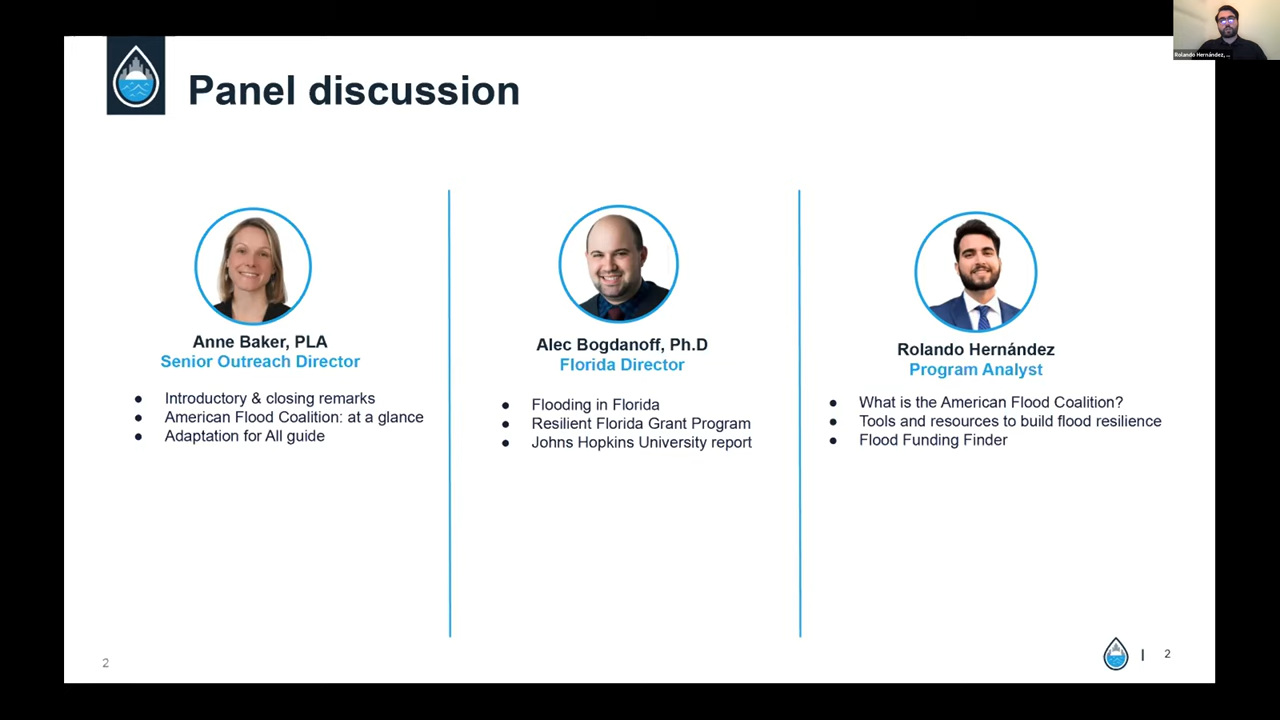 Rolando Hernández, ...
Panel discussion
Anne Baker, PLA
Senior Outreach Director
● Introductory & closing remarks
● American Flood Coalition: at a glance
● Adaptation for All guide
Alec Bogdanoff, Ph.D
Florida Director
● Flooding in Florida
● Resilient Florida Grant Program
● Johns Hopkins University report
Rolando Hernández
Program Analyst
● What is the American Flood Coalition?
● Tools and resources to build flood resilience
● Flood Funding Finder
2
| 2